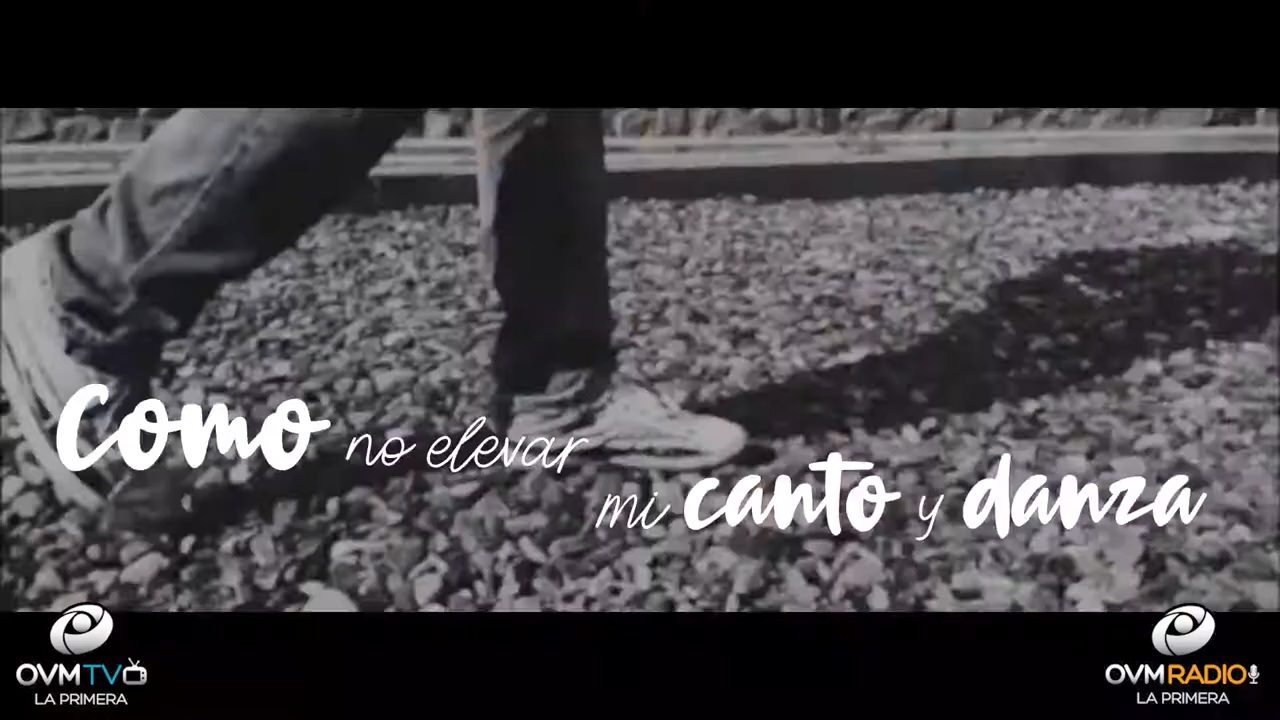 Como no elevar
mi canto y danza
OVMTV
LA PRIMERA
OVMRADIO
LA PRIMERA